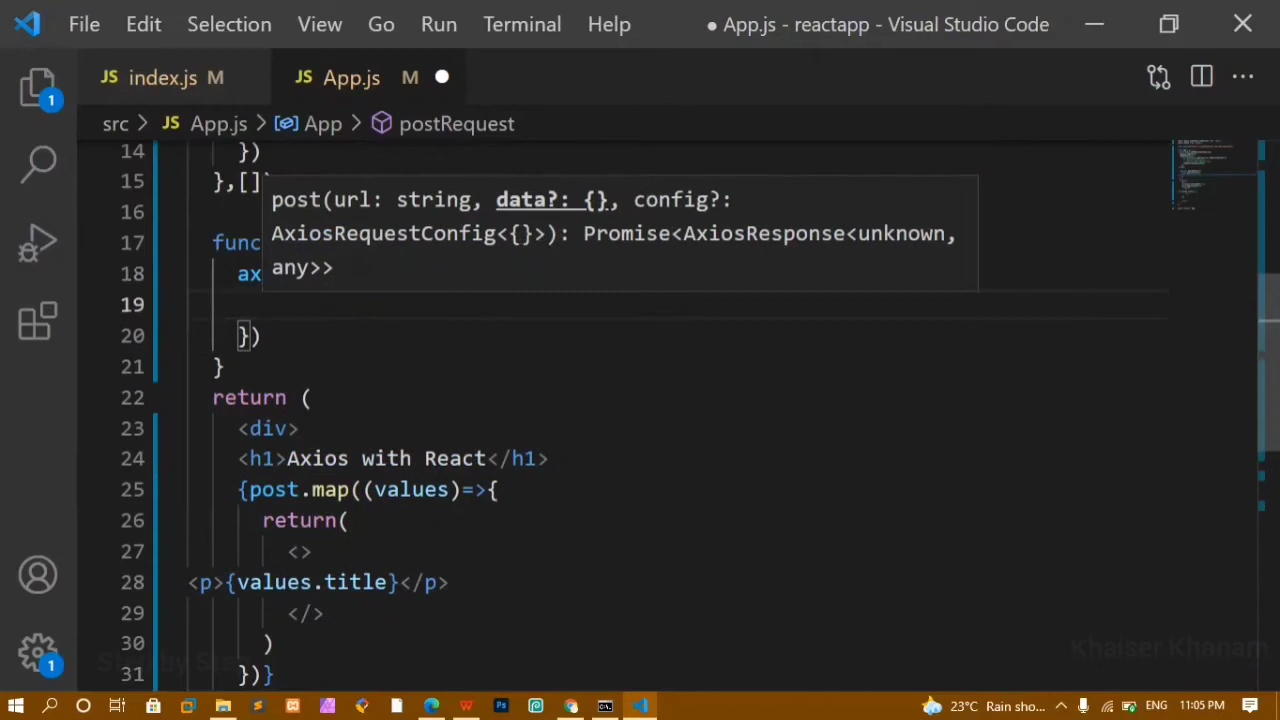 File Edit Selection View Go Run Terminal Help ● App.js - reactapp - Visual Studio Code
JS index.js M JS App.js M
src > JS App.js > App > postRequest
14 })
15 },[])
post(url: string, data?: {}, config?:
16
AxiosRequestConfig<{}>): Promise<AxiosResponse<unknown,
17 func
any>>
18 ax
19
20 })
21 }
22 return (
23 <div>
24 <h1>Axios with React</h1>
25 {post.map((values)=>{
26 return(
27 <>
28 <p>{values.title}</p>
29 </>
30 )
31 })}
1
1
Khaiser Khanam
23°C Rain sho... ENG 11:05 PM